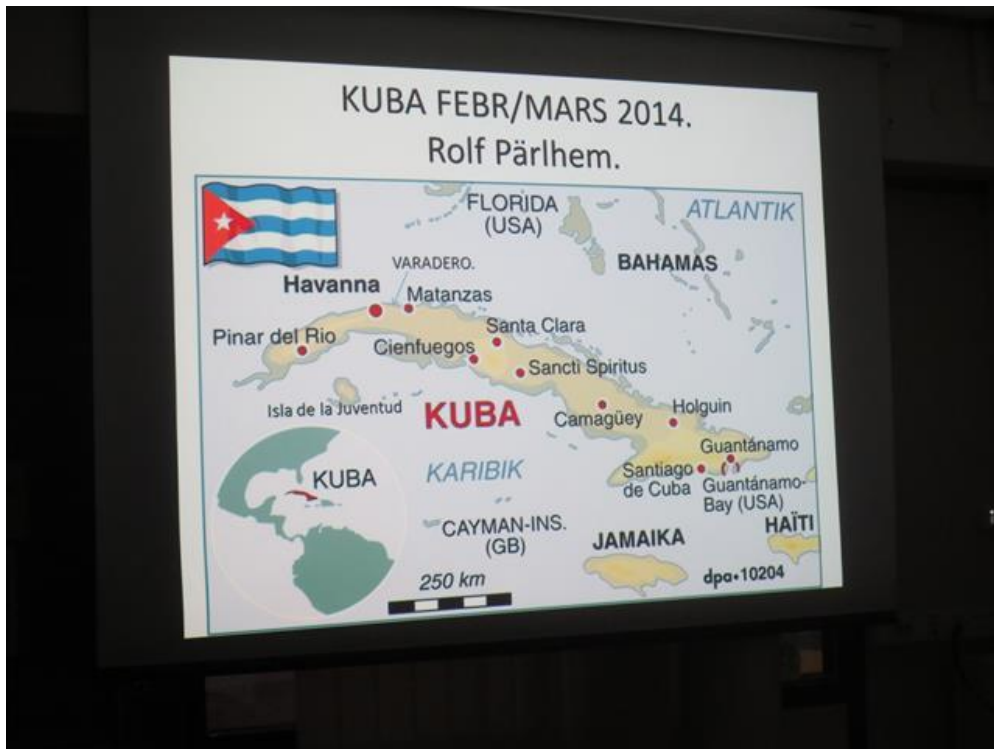 KUBA FEBR/MARS 2014.
Rolf Pärlhem.
FLORIDA
(USA)
ATLANTIK
BAHAMAS
VARADERO.
Havanna
Matanzas
Pinar del Rio
Santa Clara
Cienfuegos
Sancti Spiritus
Isla de la Juventud
KUBA
Camagüey
Holguin
Guantánamo
Santiago
de Cuba
Guantánamo-
Bay (USA)
KUBA
KARIBIK
CAYMAN-INS.
(GB)
JAMAIKA
HAÏTI
250 km
dpa•10204